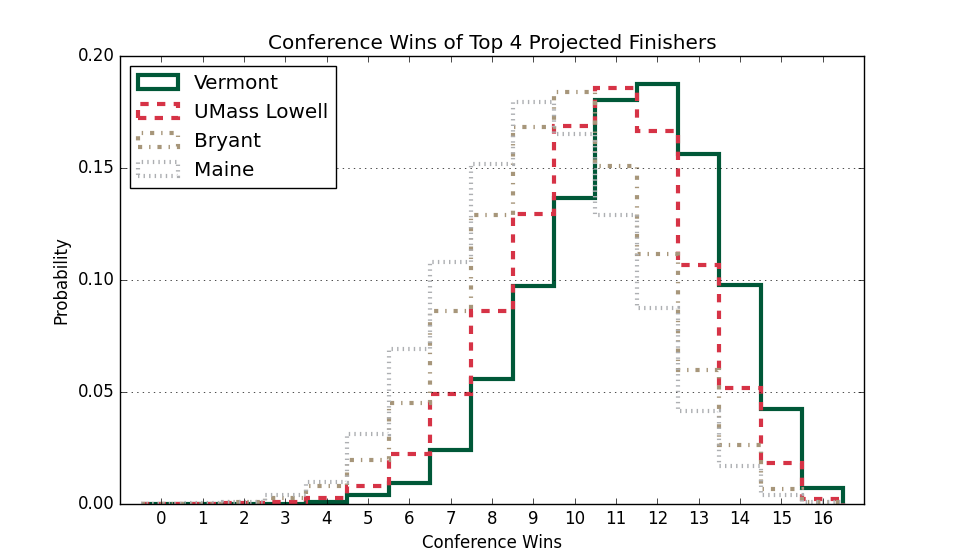 Conference Wins of Top 4 Projected Finishers
Vermont
UMass Lowell
Bryant
Maine
0.20
0.15
0.10
0.05
0.00
Probability
0 1 2 3 4 5 6 7 8 9 10 11 12 13 14 15 16
Conference Wins